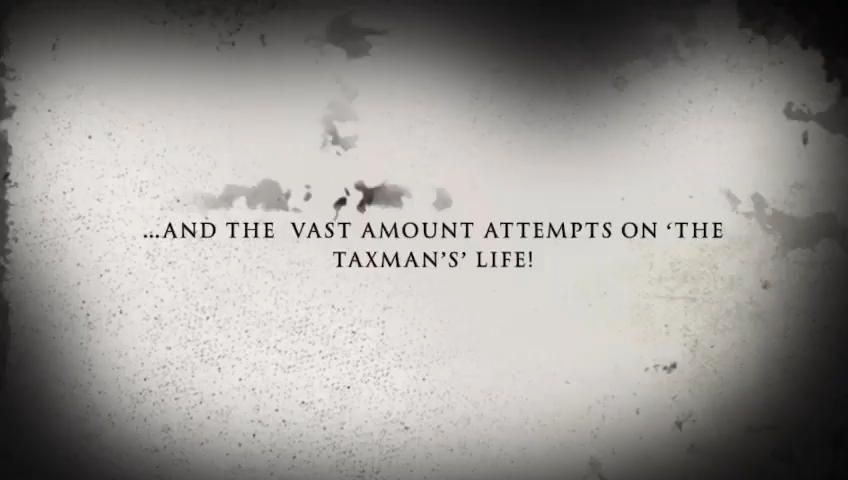 ...AND THE  VAST AMOUNT ATTEMPTS ON ‘THE
TAXMAN’S’ LIFE!